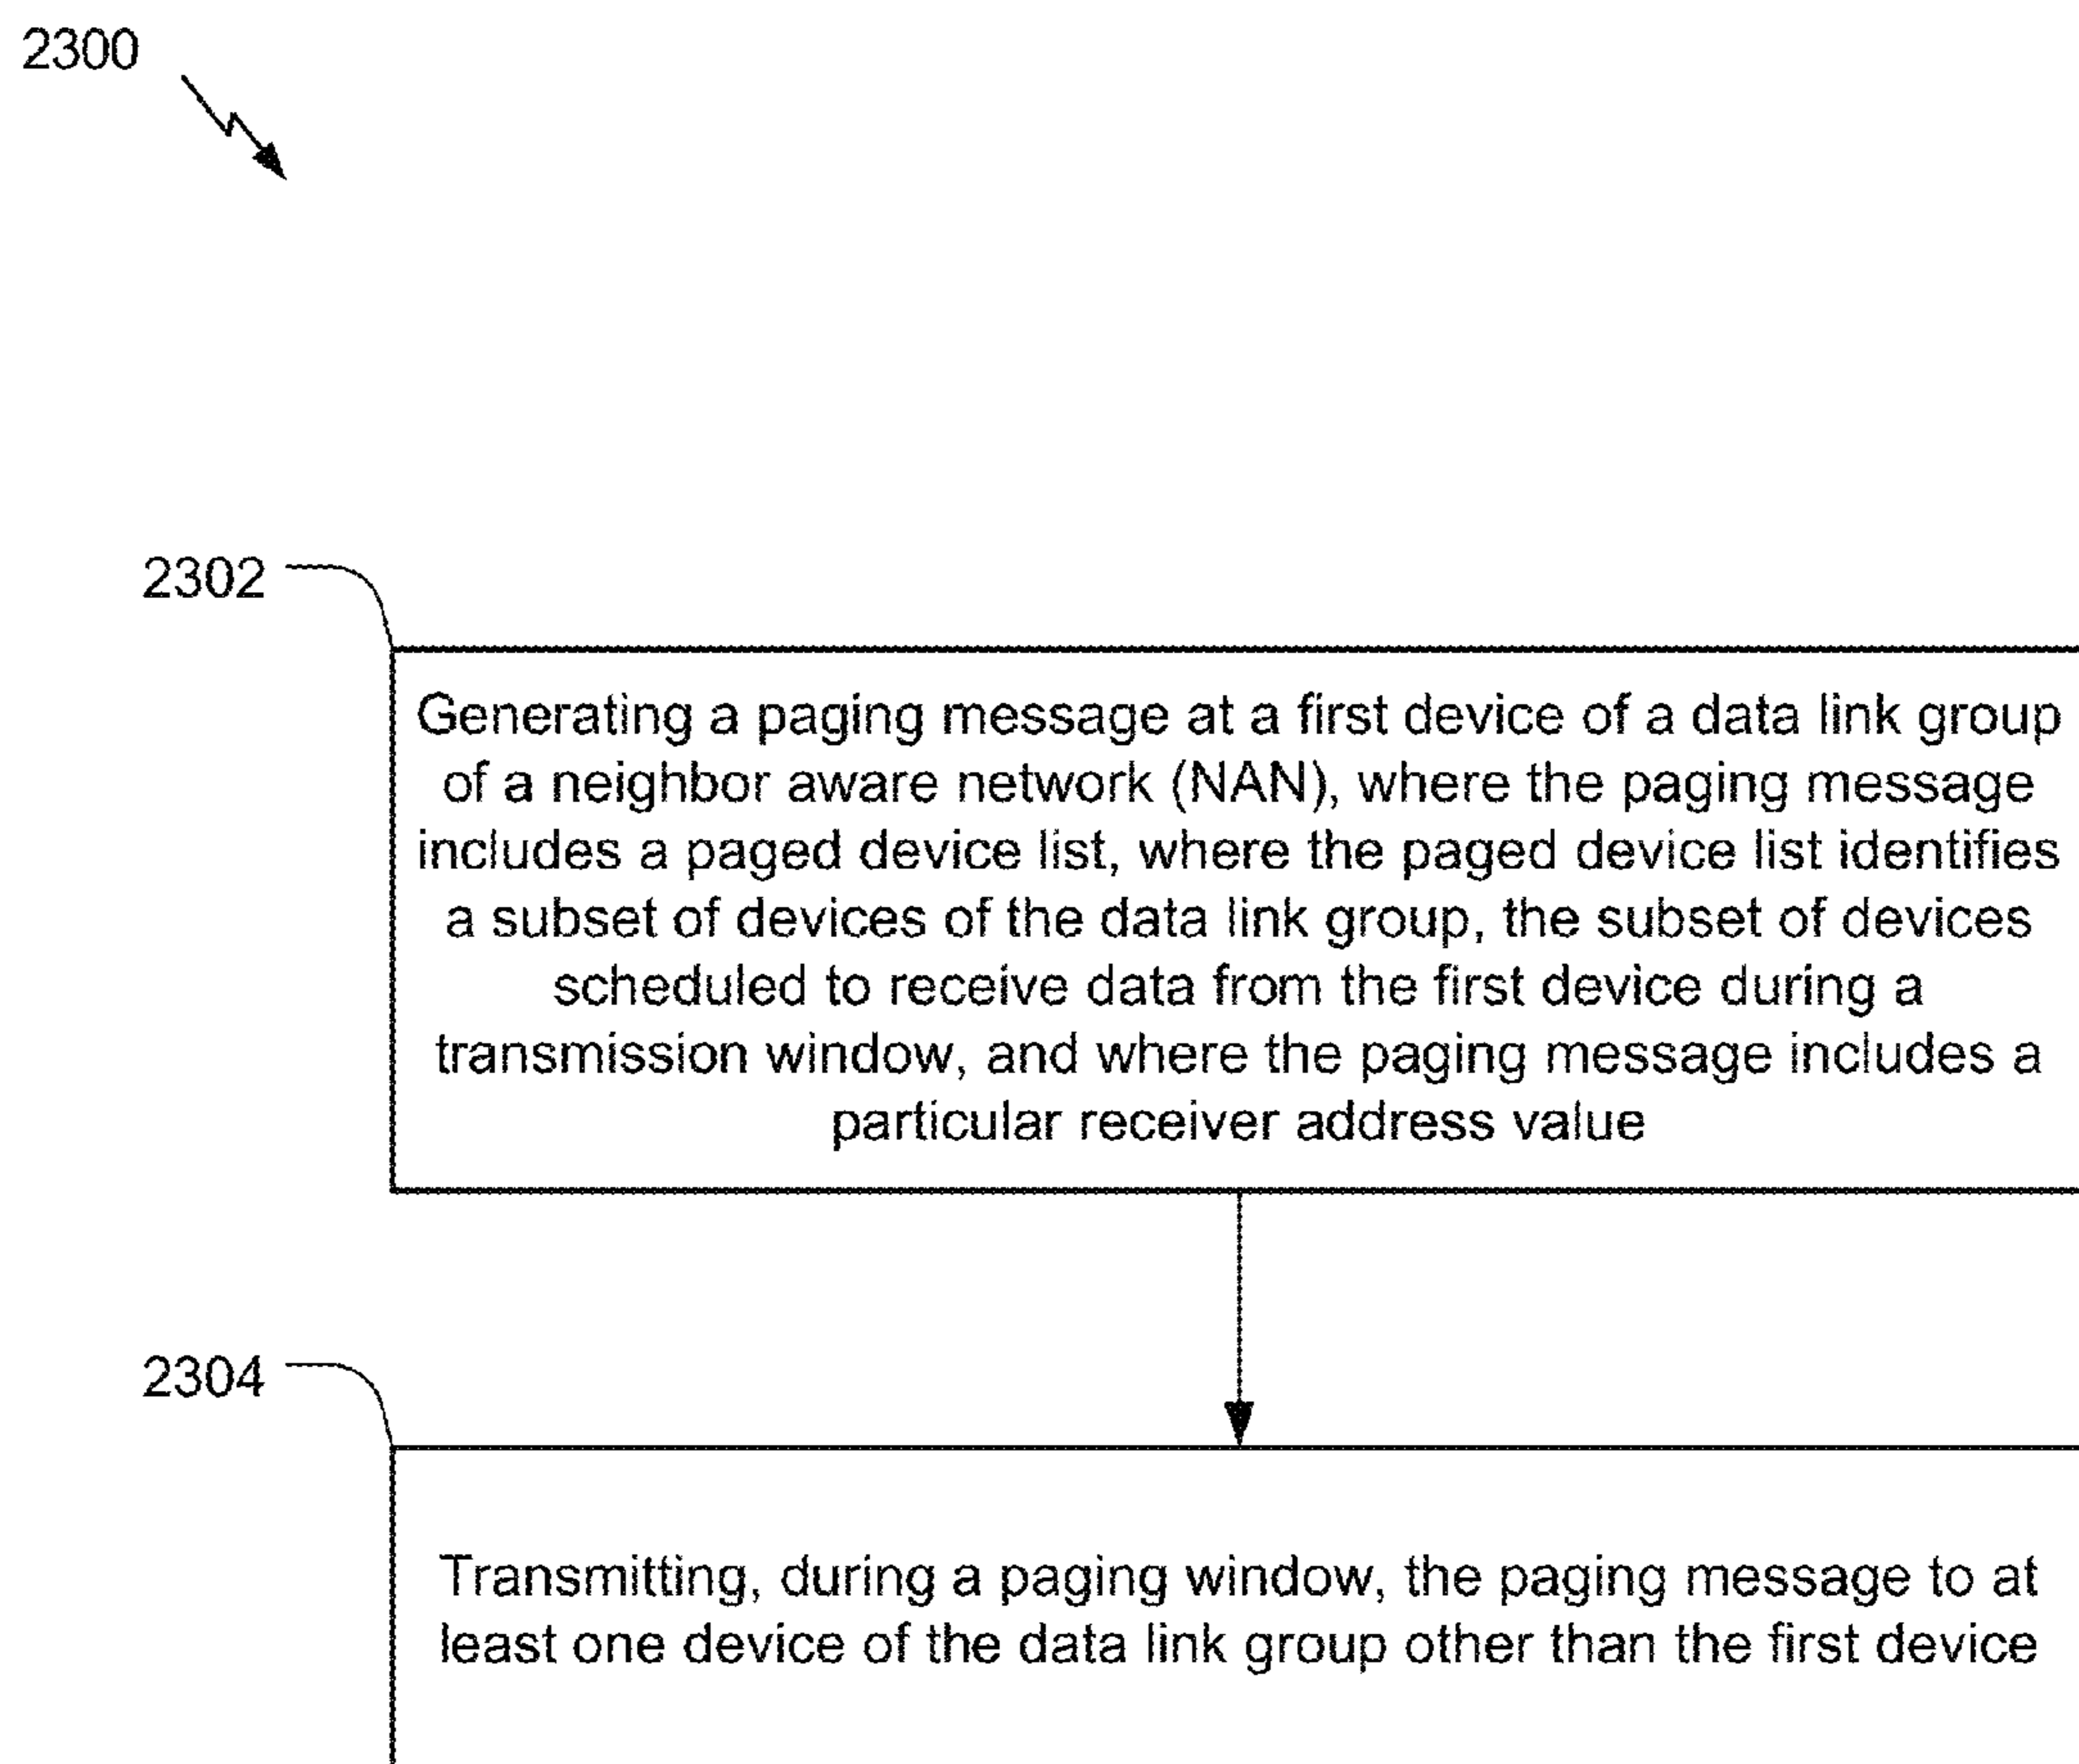 2300
2302
Generating a paging message at a first device of a data link group
of a neighbor aware network (NAN), where the paging message
includes a paged device list, where the paged device list identifies
a subset of devices of the data link group, the subset of devices
scheduled to receive data from the first device during a
transmission window, and where the paging message includes a
particular receiver address value
2304
Transmitting, during a paging window, the paging message to at
least one device of the data link group other than the first device